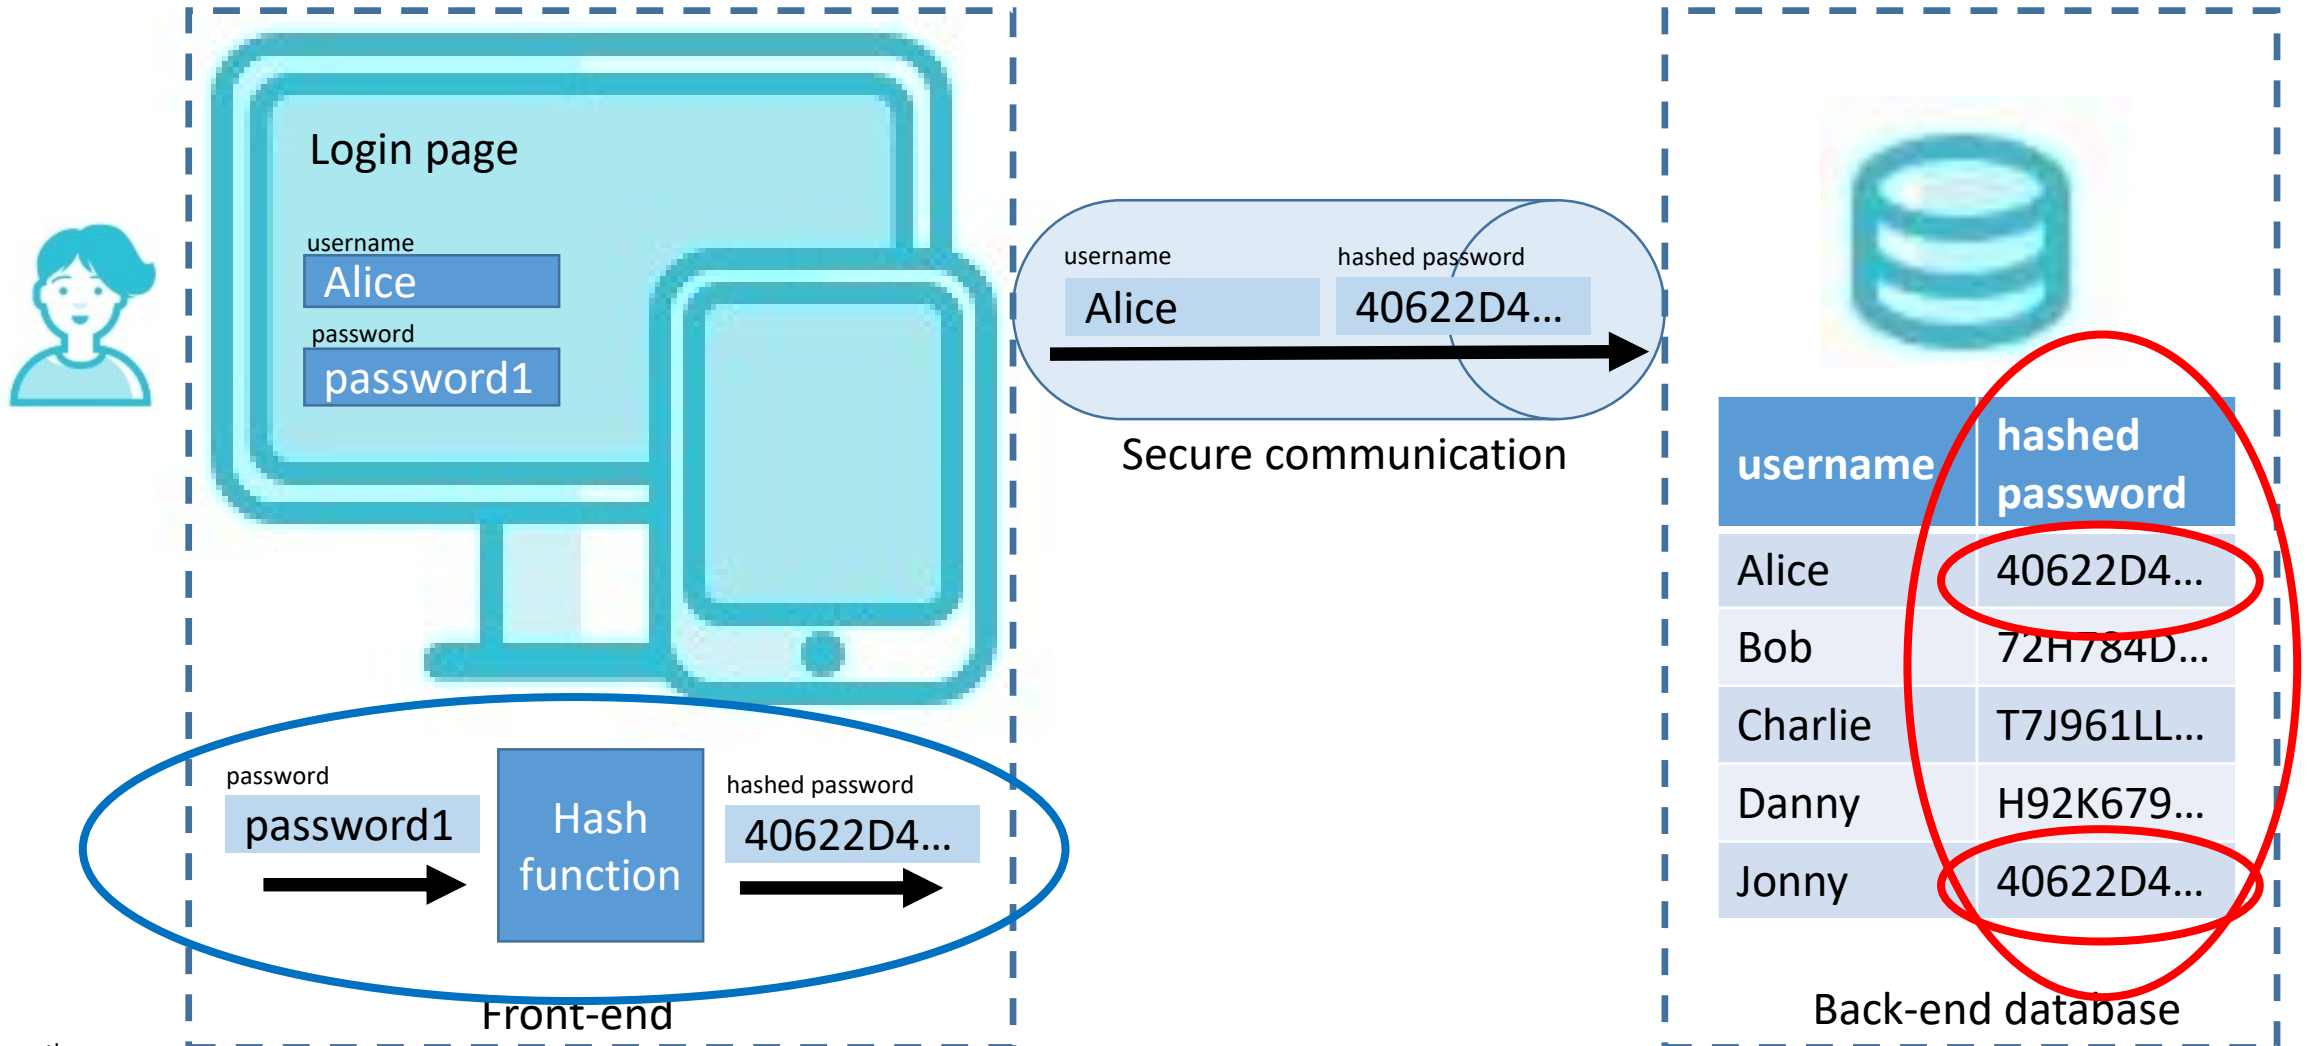 Login page
username
Alice
password
password1
password
password1
Hash
function
hashed password
40622D4...
Front-end
username
Alice
hashed password
40622D4...
Secure communication
username
hashed
password
Alice
40622D4...
Bob
72H784D...
Charlie
T7J961LL...
Danny
H92K679...
Jonny
40622D4...
Back-end database